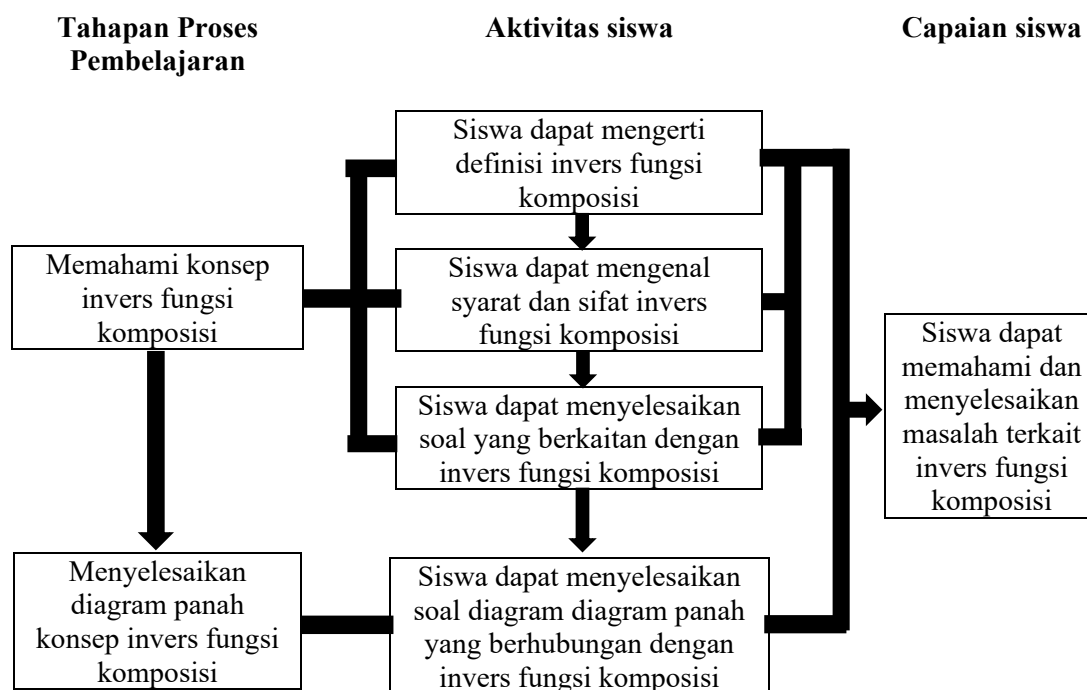 Tahapan Proses
Pembelajaran
Aktivitas siswa
Capaian siswa
Siswa dapat mengerti
definisi invers fungsi
komposisi
Memahami konsep
invers fungsi
komposisi
Siswa dapat mengenal
syarat dan sifat invers
fungsi komposisi
Siswa dapat menyelesaikan
soal yang berkaitan dengan
invers fungsi komposisi
Siswa dapat
memahami dan
menyelesaikan
masalah terkait
invers fungsi
komposisi
Menyelesaikan
diagram panah
konsep invers fungsi
komposisi
Siswa dapat menyelesaikan
soal diagram diagram panah
yang berhubungan dengan
invers fungsi komposisi